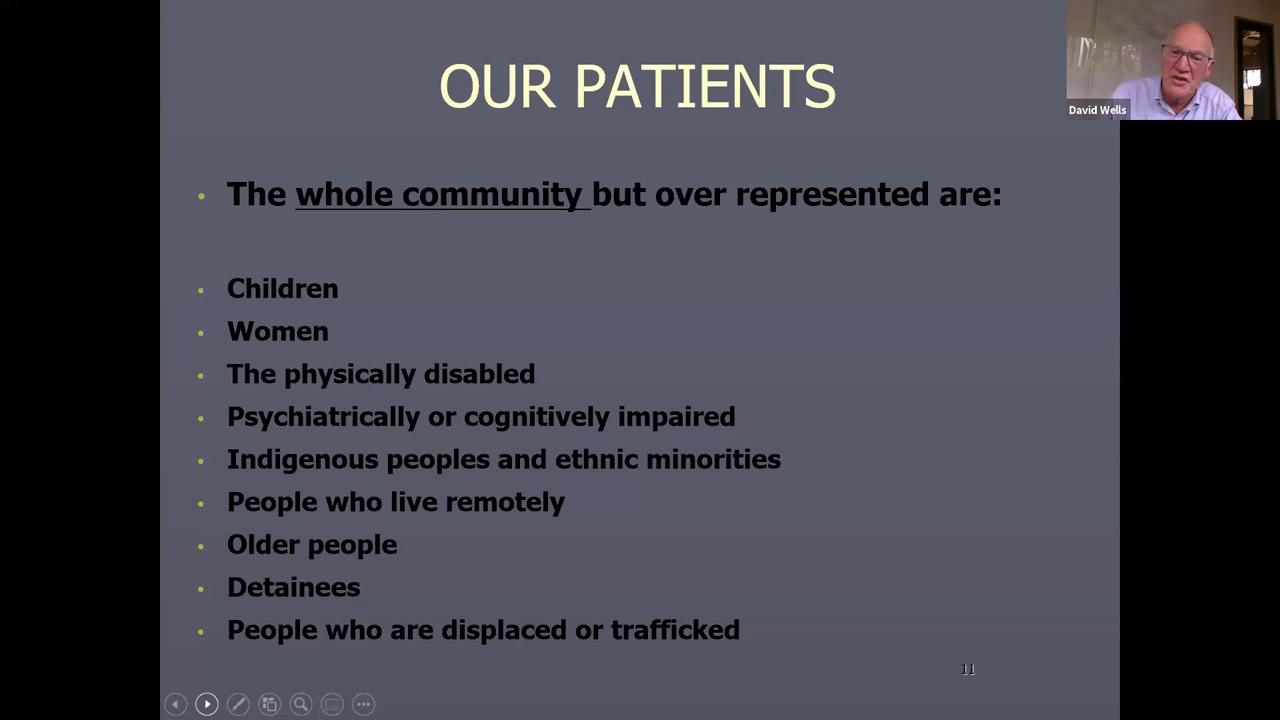 OUR PATIENTS
David Wells
The whole community but over represented are:
Children
Women
The physically disabled
Psychiatrically or cognitively impaired
Indigenous peoples and ethnic minorities
People who live remotely
Older people
Detainees
People who are displaced or trafficked
11